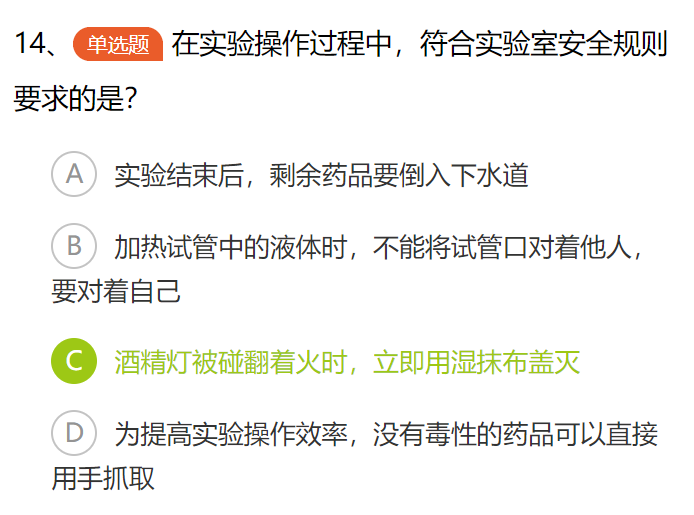 14、单选题 在实验操作过程中，符合实验室安全规则
要求的是？
A 实验结束后，剩余药品要倒入下水道
B 加热试管中的液体时，不能将试管口对着他人，
要对着自己
C 酒精灯被碰翻着火时，立即用湿抹布盖灭
D 为提高实验操作效率，没有毒性的药品可以直接
用手抓取